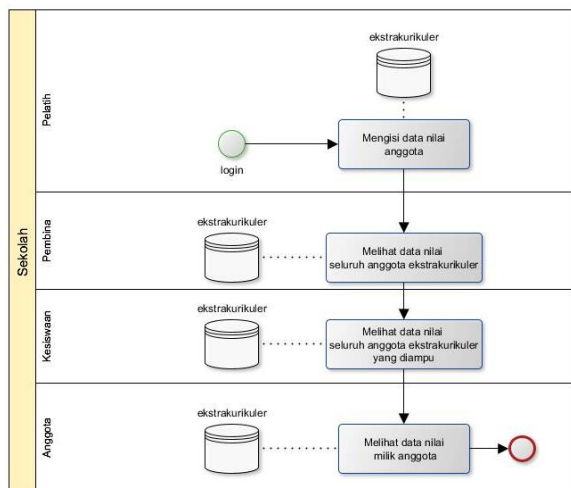 Sekolah
Pelatih
ekstrakurikuler
login
Mengisi data nilai
anggota
Pembina
ekstrakurikuler
Melihat data nilai
seluruh anggota ekstrakurikuler
Kesiswaan
ekstrakurikuler
Melihat data nilai
seluruh anggota ekstrakurikuler
yang diampu
Anggota
ekstrakurikuler
Melihat data nilai
milik anggota